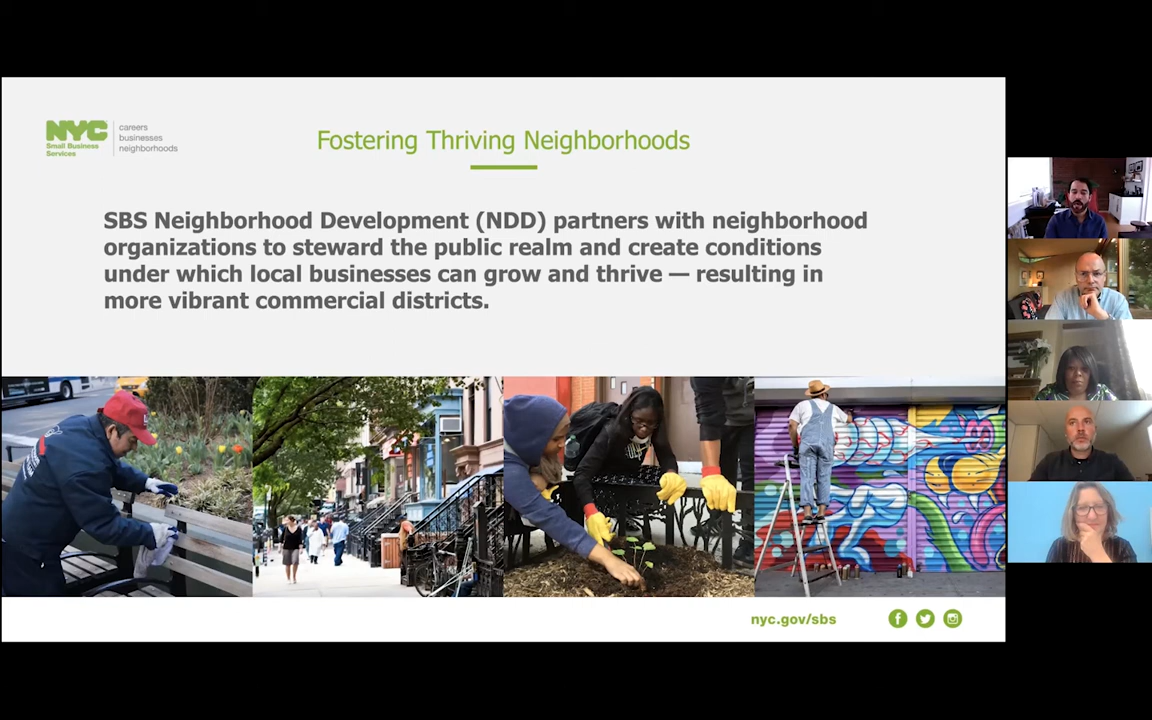 NYC
Small Business
Services
careers
businesses
neighborhoods
Fostering Thriving Neighborhoods
SBS Neighborhood Development (NDD) partners with neighborhood
organizations to steward the public realm and create conditions
under which local businesses can grow and thrive — resulting in
more vibrant commercial districts.
nyc.gov/sbs